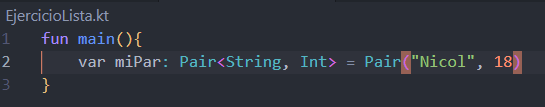 EjercicioLista.kt
1 fun main(){
2     var miPar: Pair<String, Int> = Pair("Nicol", 18)
3 }